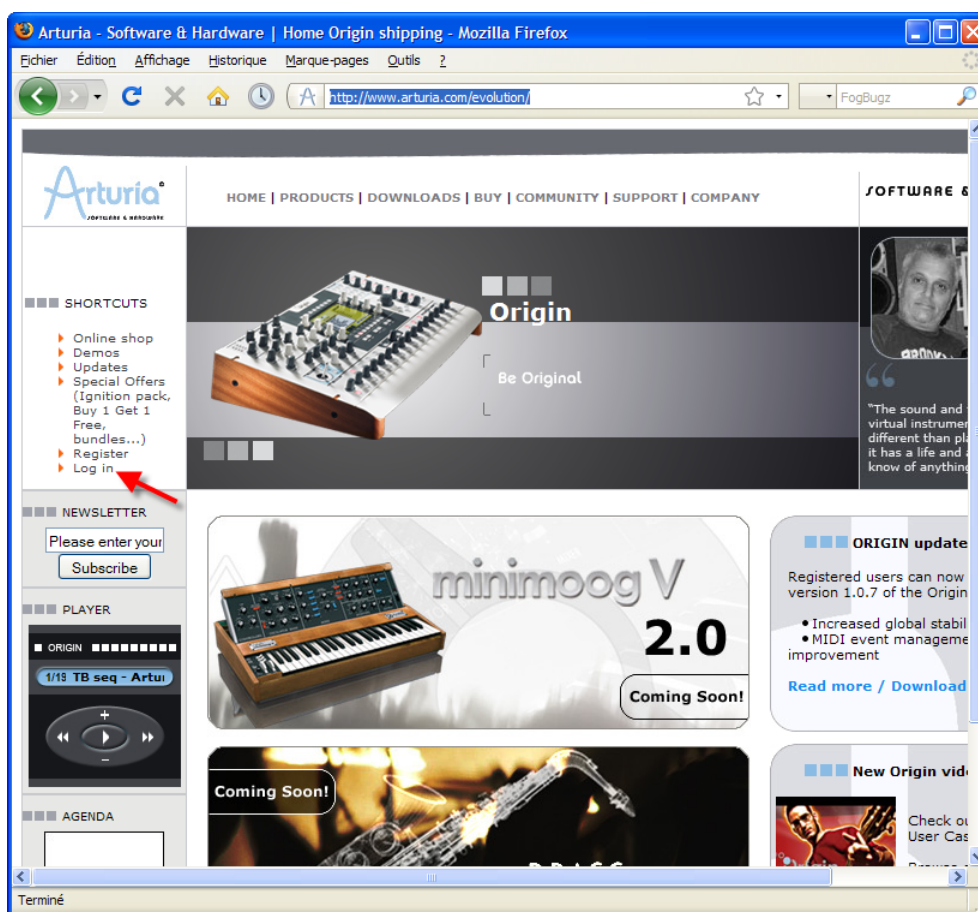 Arturia - Software & Hardware | Home Origin shipping - Mozilla Firefox
Fichier Édition Affichage Historique Marque-pages Outils ?
http://www.arturia.com/evolution/
FogBugz
Arturia
SOFTWARE & HARDWARE
HOME | PRODUCTS | DOWNLOADS | BUY | COMMUNITY | SUPPORT | COMPANY
SOFTWARE &
SHORTCUTS
Online shop
Demos
Updates
Special Offers
(Ignition pack,
Buy 1 Get 1
Free,
bundles...)
Register
Log in
Origin
Be Original
"The sound and
virtual instrumen
different than pla
it has a life and a
know of anything
NEWSLETTER
Please enter your
Subscribe
PLAYER
ORIGIN
1/19 TB seq - Artu
AGENDA
minimoog V
2.0
Coming Soon!
Coming Soon!
BRASS
ORIGIN update
Registered users can now
version 1.0.7 of the Origin
Increased global stabil
MIDI event manageme
improvement
Read more / Download
New Origin vide
Origin
Check ou
User Cas
Terminé